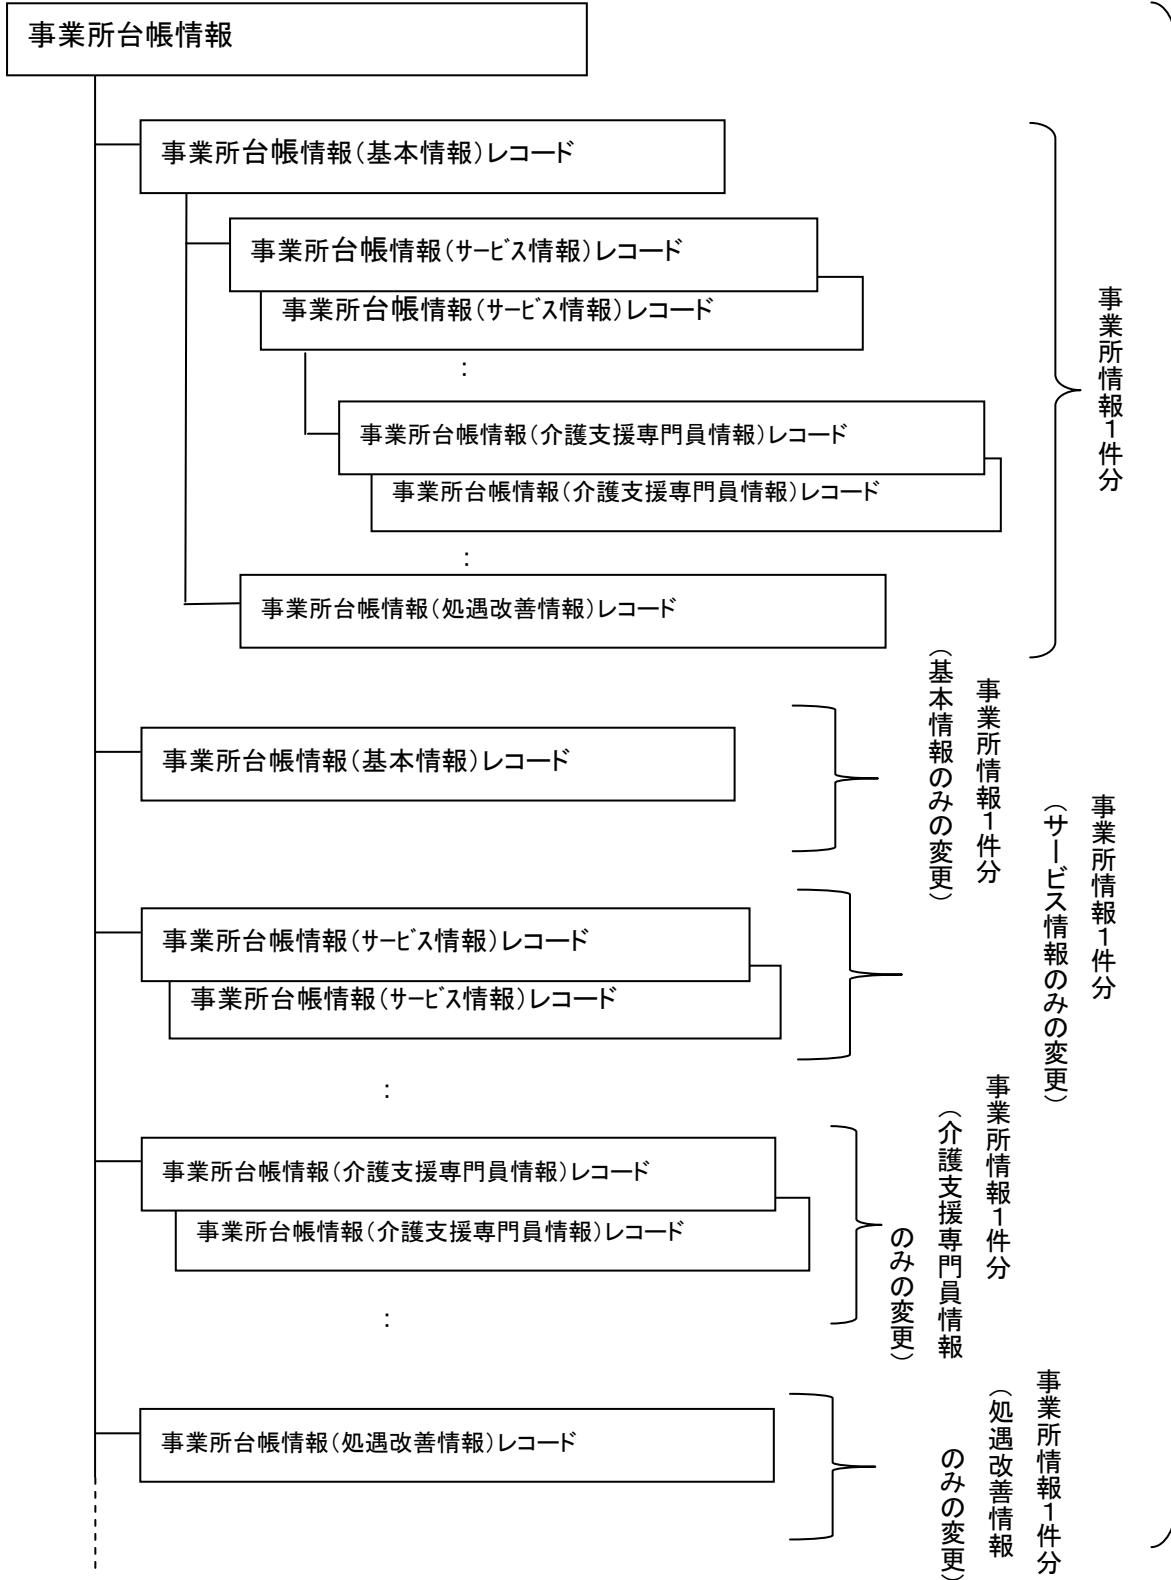 事業所台帳情報
事業所台帳情報（基本情報）レコード
事業所台帳情報（サービス情報）レコード
事業所台帳情報（サービス情報）レコード
：
事業所台帳情報（介護支援専門員情報）レコード
事業所台帳情報（介護支援専門員情報）レコード
：
事業所台帳情報（処遇改善情報）レコード
事業所情報１件分
事業所台帳情報（基本情報）レコード
事業所情報１件分
（基本情報のみの変更）
事業所台帳情報（サービス情報）レコード
事業所台帳情報（サービス情報）レコード
：
事業所情報１件分
（サービス情報のみの変更）
事業所台帳情報（介護支援専門員情報）レコード
事業所台帳情報（介護支援専門員情報）レコード
：
事業所情報１件分
（介護支援専門員情報
のみの変更）
事業所台帳情報（処遇改善情報）レコード
事業所情報１件分
（処遇改善情報
のみの変更）